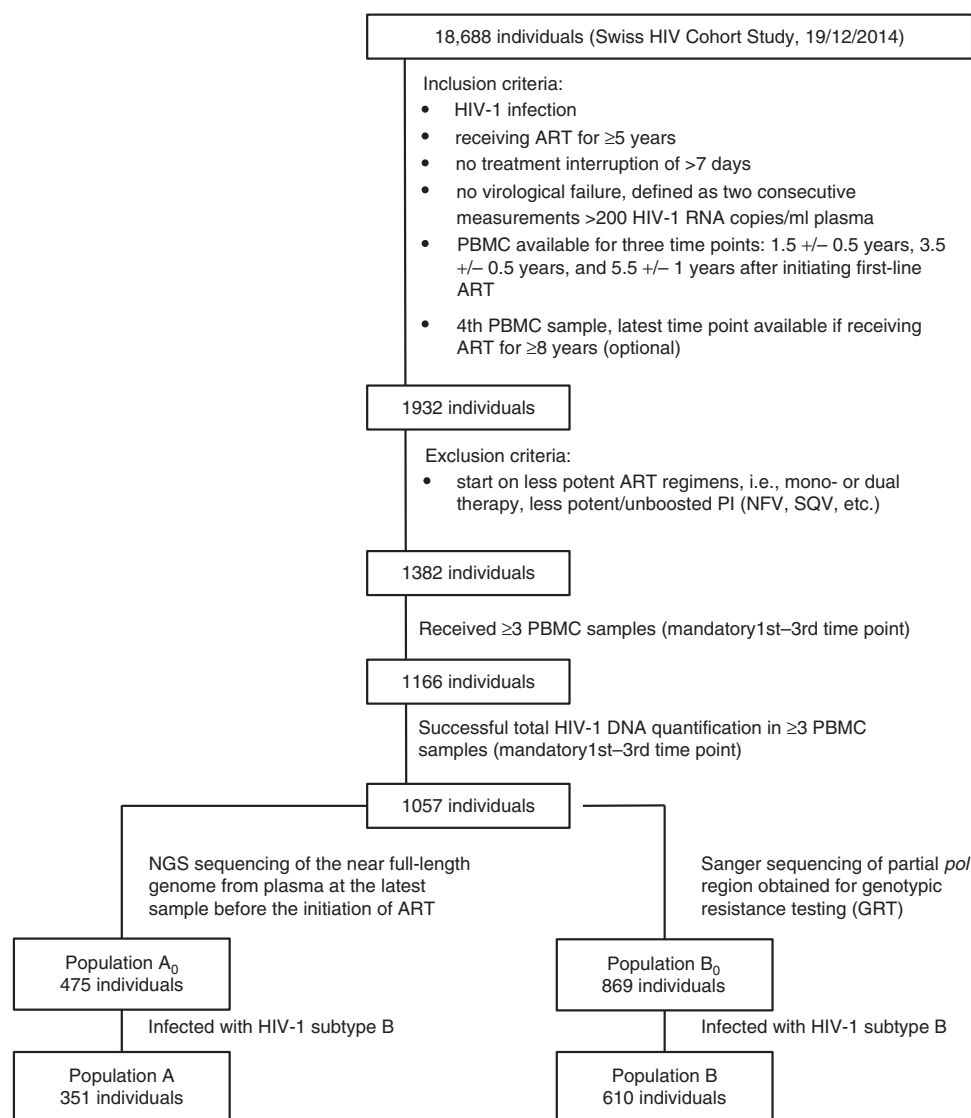 18,688 individuals (Swiss HIV Cohort Study, 19/12/2014)
Inclusion criteria:
• HIV-1 infection
• receiving ART for ≥5 years
• no treatment interruption of >7 days
• no virological failure, defined as two consecutive
measurements >200 HIV-1 RNA copies/ml plasma
• PBMC available for three time points: 1.5 +/– 0.5 years, 3.5
+/– 0.5 years, and 5.5 +/– 1 years after initiating first-line
ART
• 4th PBMC sample, latest time point available if receiving
ART for ≥8 years (optional)
1932 individuals
Exclusion criteria:
• start on less potent ART regimens, i.e., mono- or dual
therapy, less potent/unboosted PI (NFV, SQV, etc.)
1382 individuals
Received ≥3 PBMC samples (mandatory1st–3rd time point)
1166 individuals
Successful total HIV-1 DNA quantification in ≥3 PBMC
samples (mandatory1st–3rd time point)
1057 individuals
NGS sequencing of the near full-length
genome from plasma at the latest
sample before the initiation of ART
Sanger sequencing of partial pol
region obtained for genotypic
resistance testing (GRT)
Population A₀
475 individuals
Population B₀
869 individuals
Infected with HIV-1 subtype B
Infected with HIV-1 subtype B
Population A
351 individuals
Population B
610 individuals